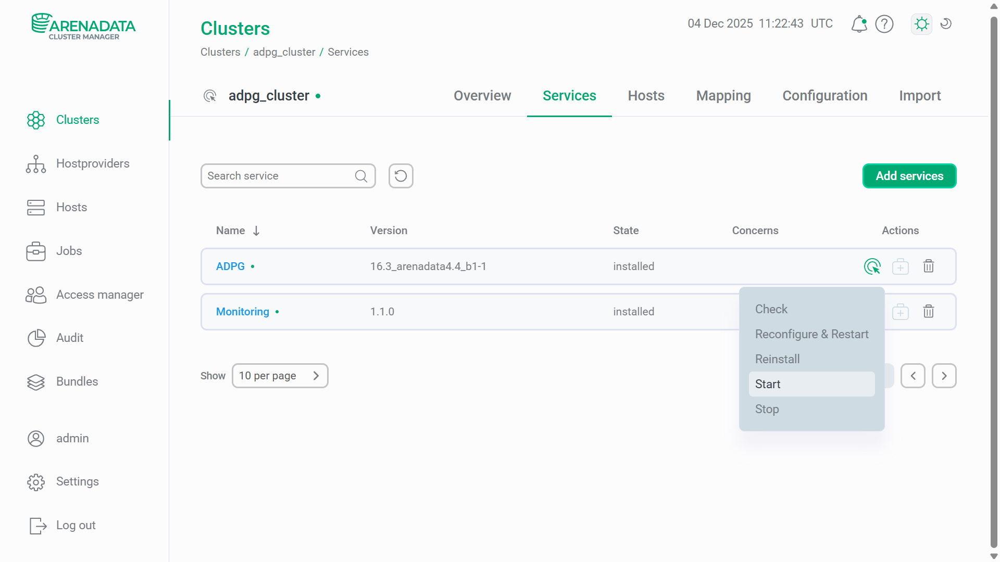 ARENADATA
CLUSTER MANAGER
Clusters
Hostproviders
Hosts
Jobs
Access manager
Audit
Bundles
admin
Settings
Log out
Clusters
04 Dec 2025 11:22:43 UTC
Clusters / adpg_cluster / Services
adpg_cluster
Overview
Services
Hosts
Mapping
Configuration
Import
Search service
Add services
Name Version State Concerns Actions
ADPG 16.3_arenadata4.4_b1-1 installed
Monitoring 1.1.0 installed
Check
Reconfigure & Restart
Reinstall
Start
Stop
Show 10 per page